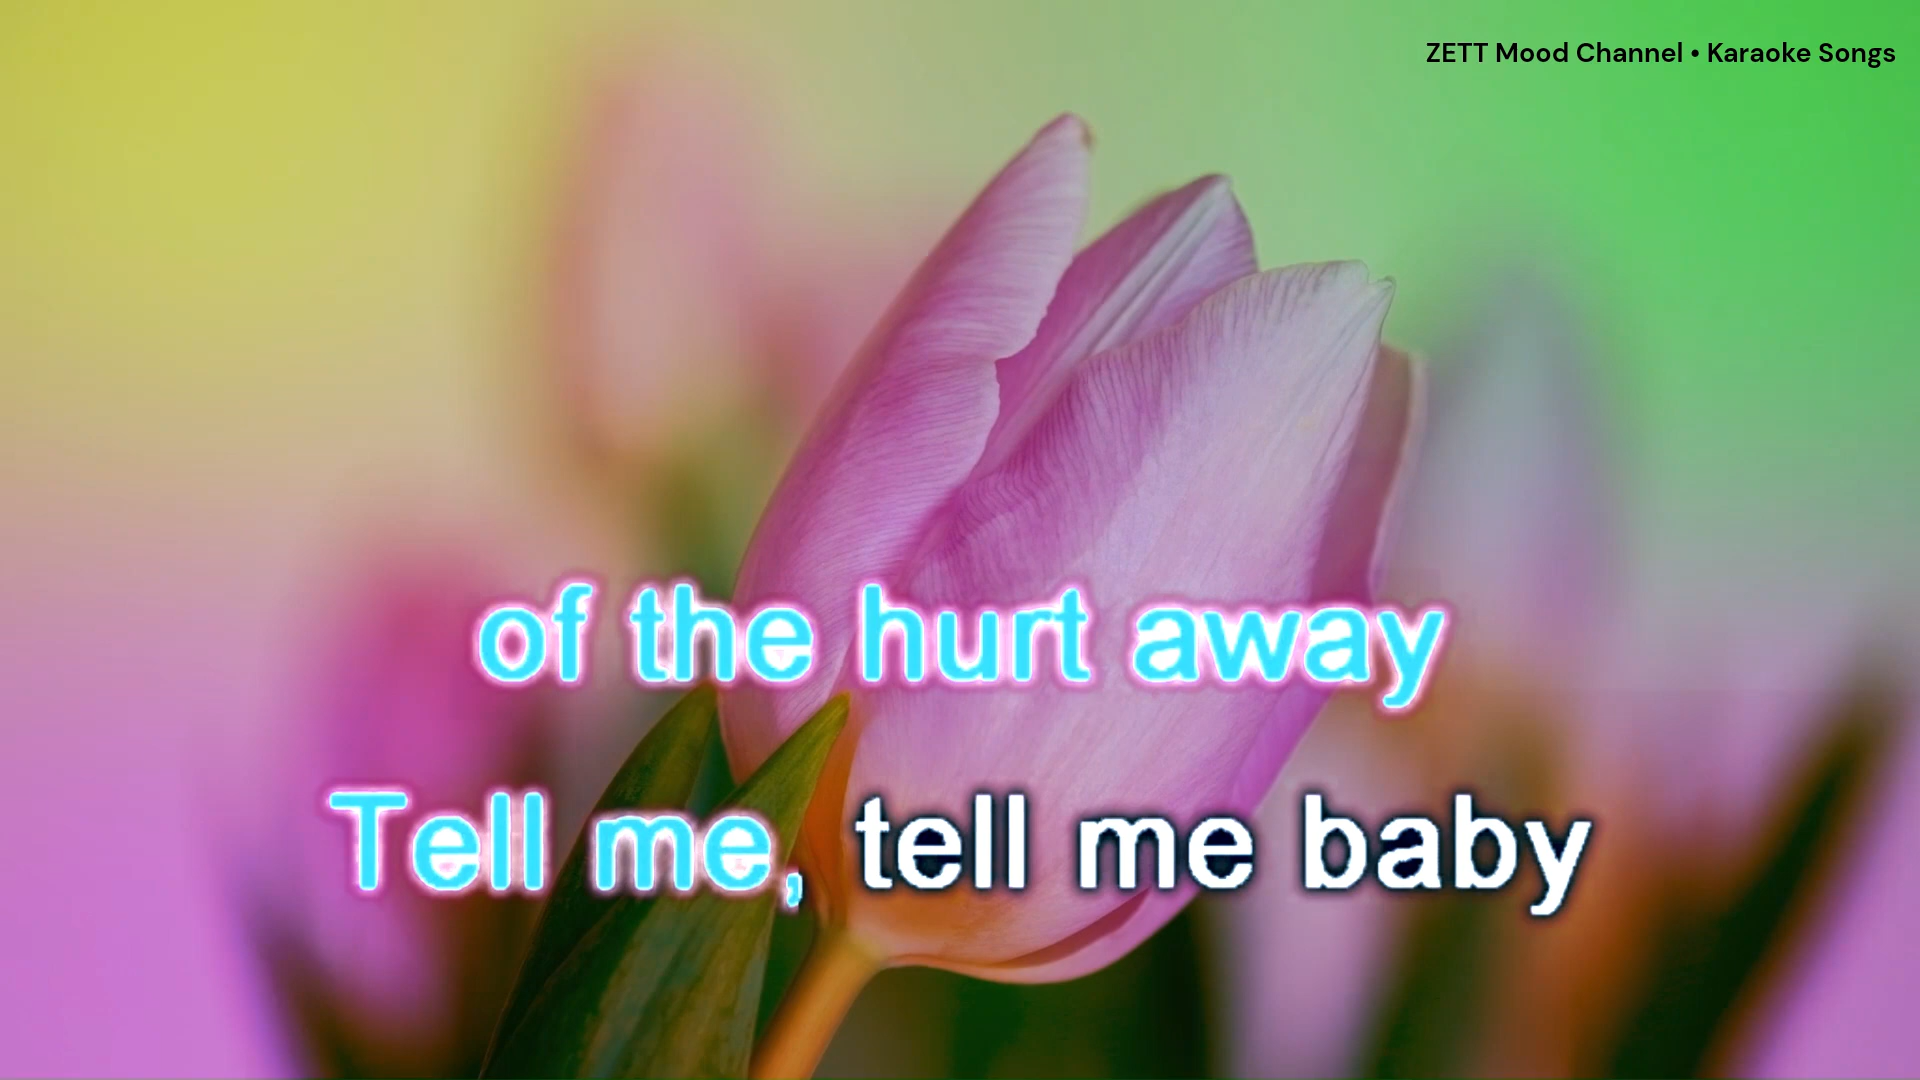 ZETT Mood Channel • Karaoke Songs
of the hurt away
Tell me, tell me baby